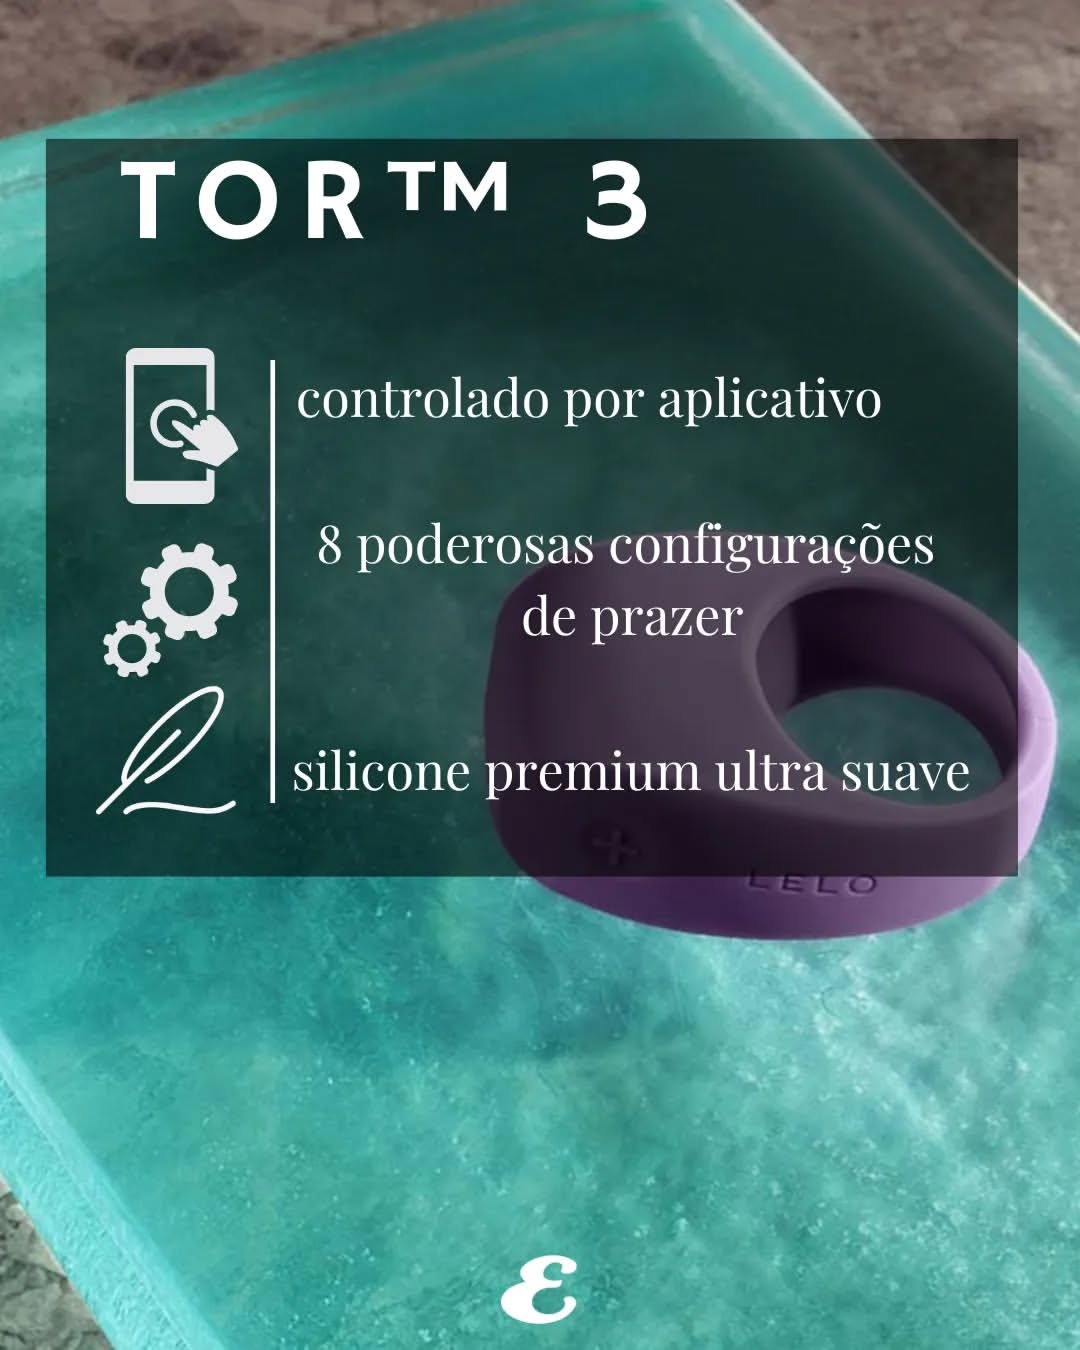 TOR™ 3
controlado por aplicativo
8 poderosas configurações
de prazer
silicone premium ultra suave
LELO
E